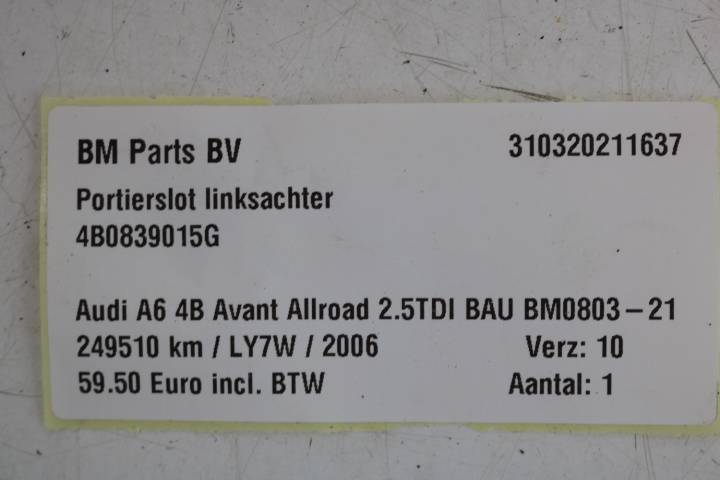 BM Parts BV 310320211637
Portierslot linksachter
4B0839015G
Audi A6 4B Avant Allroad 2.5TDI BAU BM0803-21
249510 km / LY7W / 2006 Verz: 10
59.50 Euro incl. BTW Aantal: 1